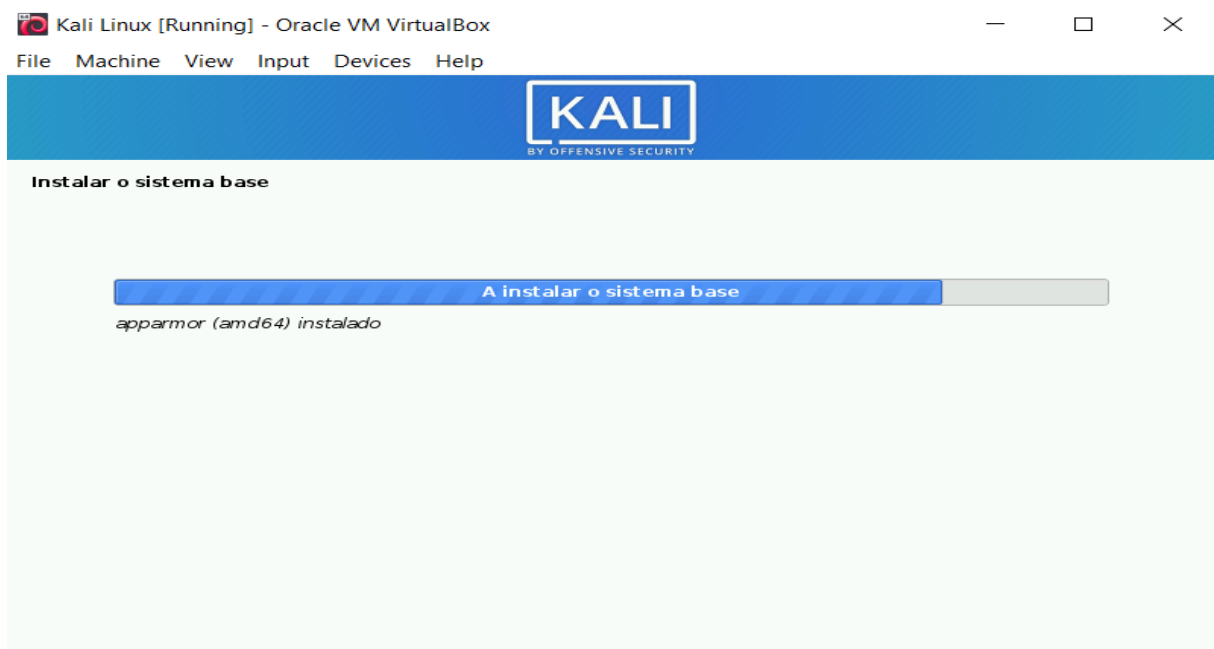 Kali Linux [Running] - Oracle VM VirtualBox
File Machine View Input Devices Help
KALI
BY OFFENSIVE SECURITY
Instalar o sistema base
A instalar o sistema base
apparmor (amd64) instalado